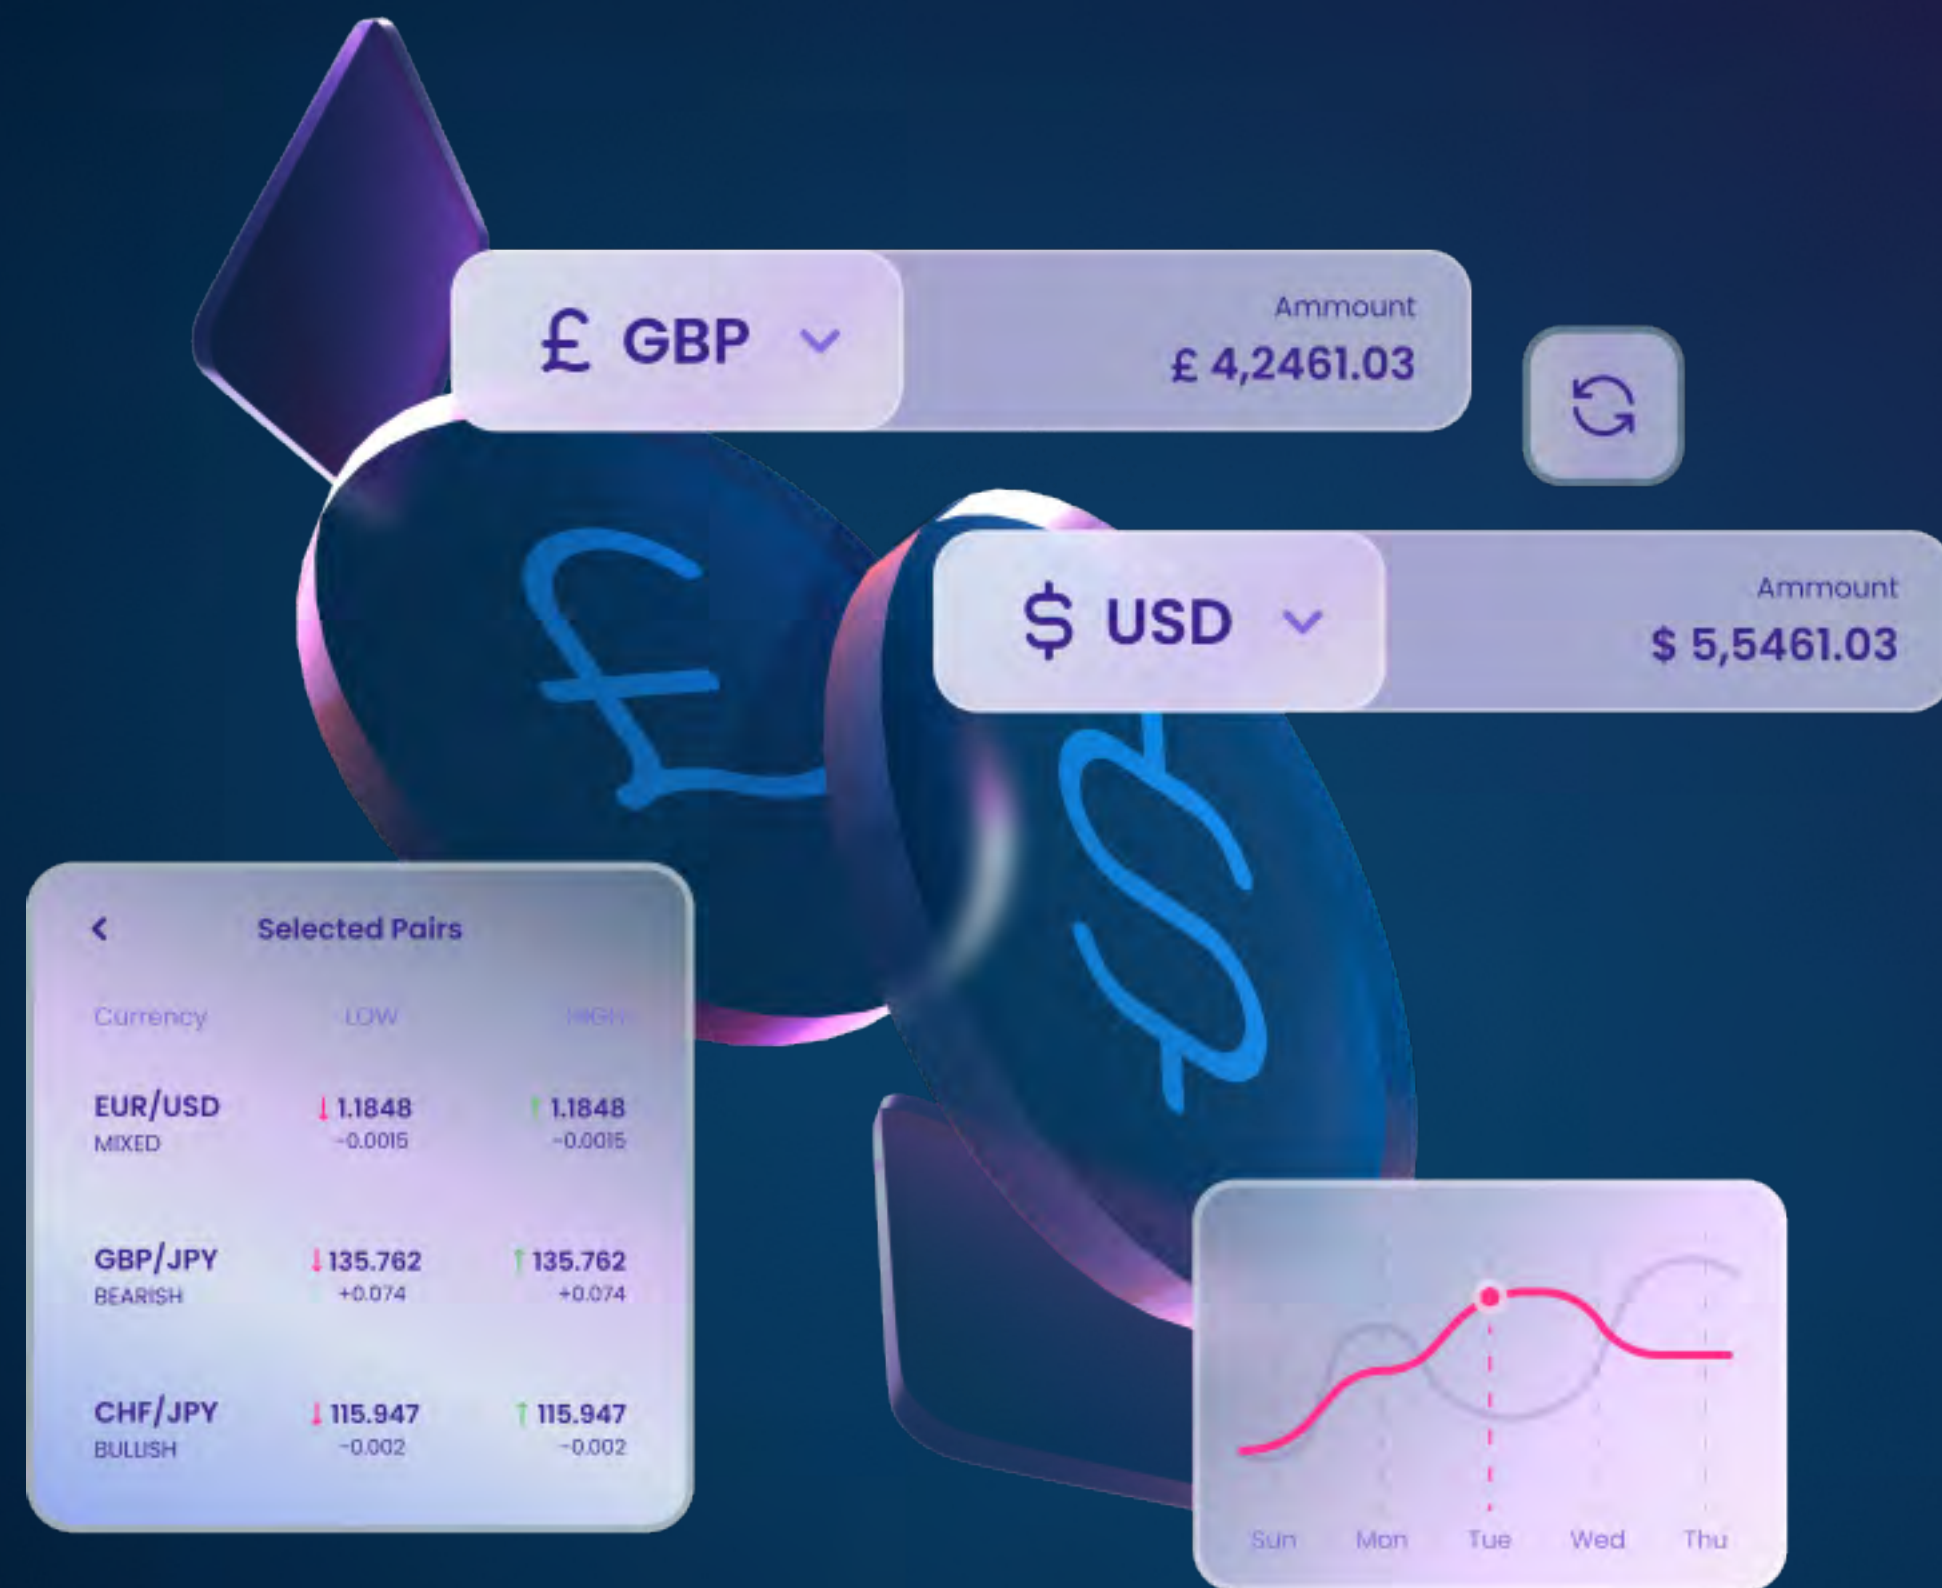 £ GBP
Ammount
£ 4,2461.03
$ USD
Ammount
$ 5,5461.03
£
$
Selected Pairs
Currency LOW HIGH
EUR/USD ↓ 1.1848 ↑ 1.1848
MIXED -0.0015 -0.0015
GBP/JPY ↓ 135.762 ↑ 135.762
BEARISH +0.074 +0.074
CHF/JPY ↓ 115.947 ↑ 115.947
BULLISH -0.002 -0.002
Sun Mon Tue Wed Thu